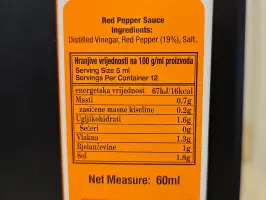 Red Pepper Sauce
Ingredients:
Distilled Vinegar, Red Pepper (19%), Salt.
Hranjive vrijednosti na 100 g/ml proizvoda
Serving Size 5 ml
Servings Per Container 12
energetska vrijednost 67kJ/16kcal
Masti 0.7g
zasićene masne kiseline 0.2g
Ugljikohidrati 1.6g
Šećeri 0g
Vlakna 1.3g
Bjelančevine 1g
Sol 1.8g
Net Measure: 60ml